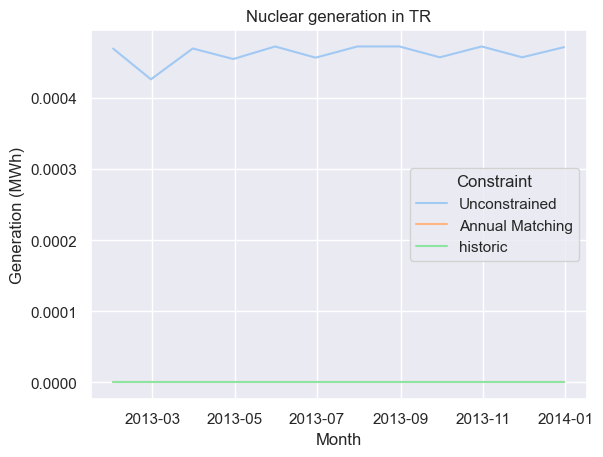 Nuclear generation in TR
Generation (MWh)
0.0004
0.0003
0.0002
0.0001
0.0000
Constraint
Unconstrained
Annual Matching
historic
2013-03 2013-05 2013-07 2013-09 2013-11 2014-01
Month